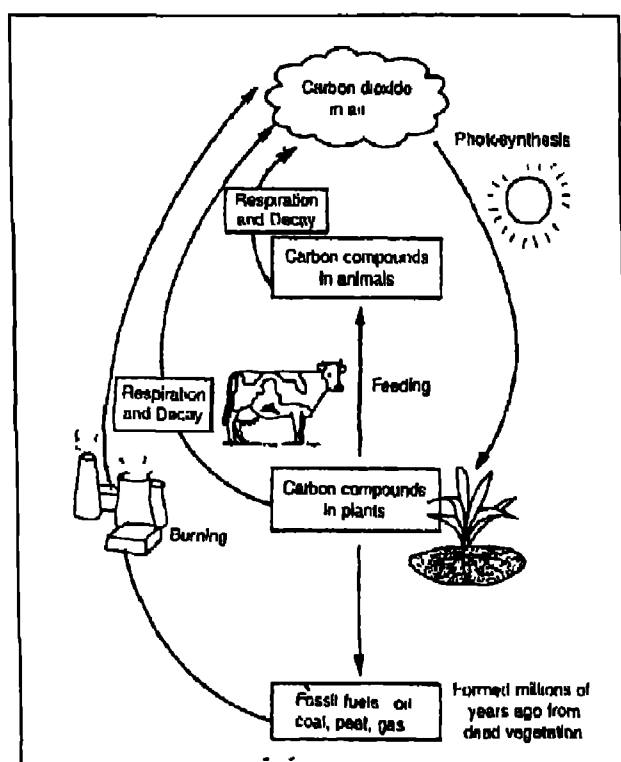 Carbon dioxide
in air
Photosynthesis
Respiration
and Decay
Carbon compounds
in animals
Feeding
Respiration
and Decay
Carbon compounds
in plants
Burning
Fossil fuels oil
coal, peat, gas
Formed millions of
years ago from
dead vegetation